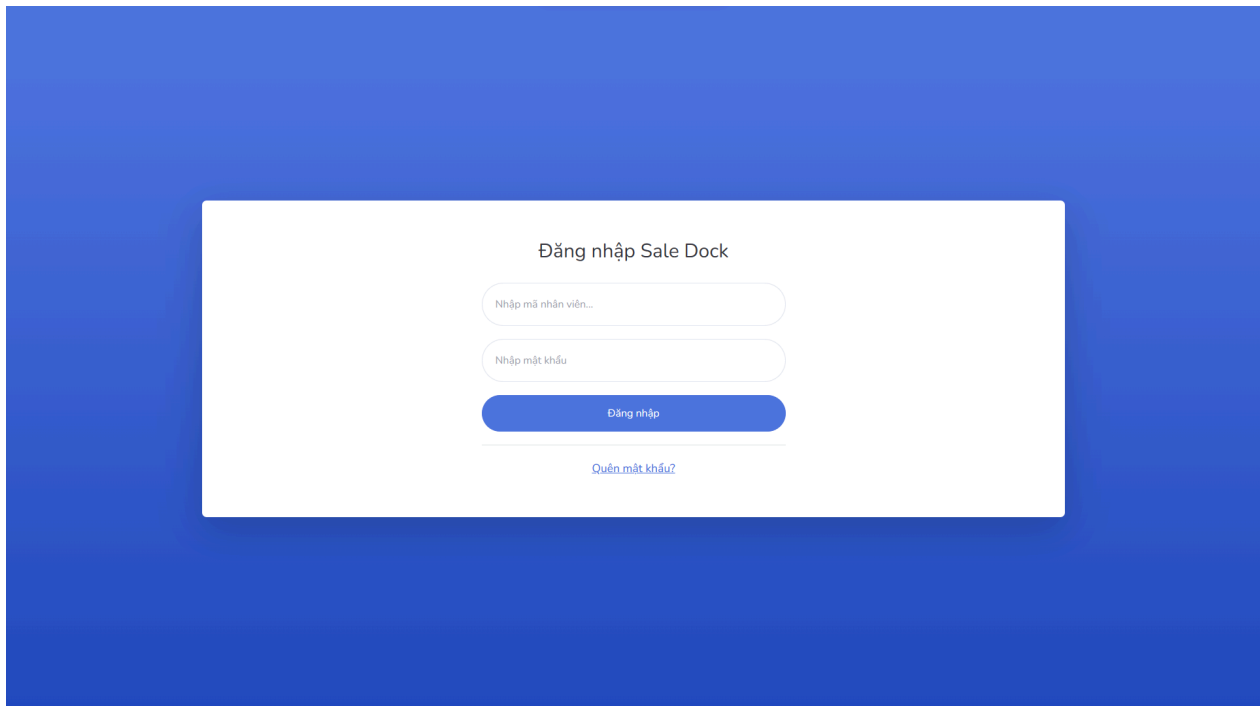 Đăng nhập Sale Dock
Nhập mã nhân viên...
Nhập mật khẩu
Đăng nhập
Quên mật khẩu?